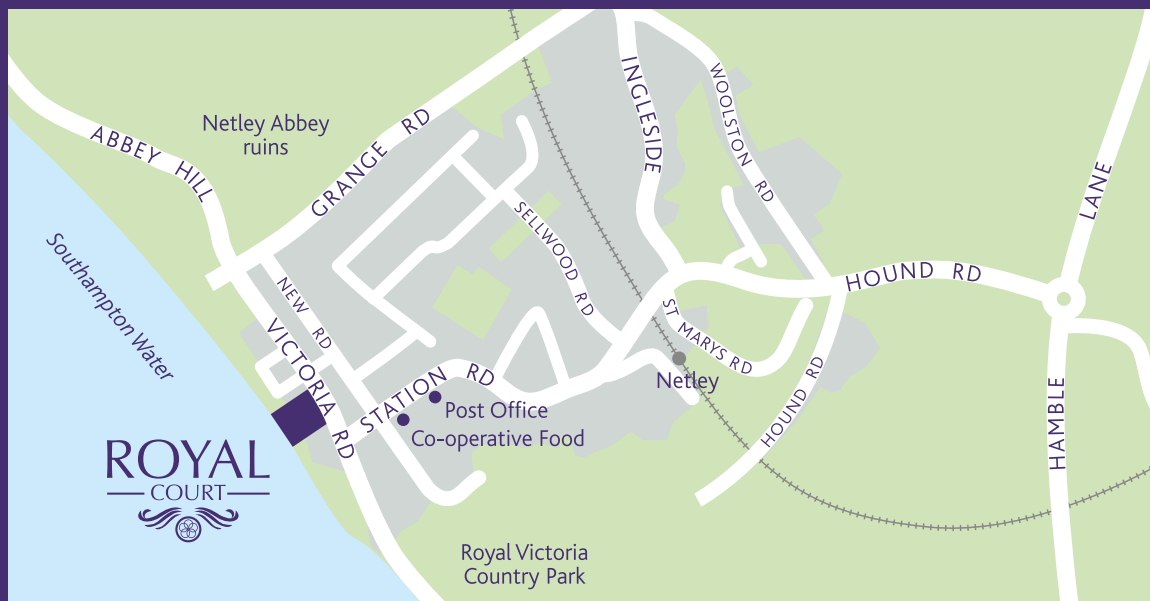 Netley Abbey
ruins
ABBEY HILL
GRANGE RD
INGLESIDE
WOOLSTON RD
LANE
SELLWOOD RD
Southampton Water
NEW RD
HOUND RD
VICTORIA RD
ST MARYS RD
Netley
STATION RD
HOUND RD
HAMBLE
Post Office
Co-operative Food
ROYAL
COURT
Royal Victoria
Country Park